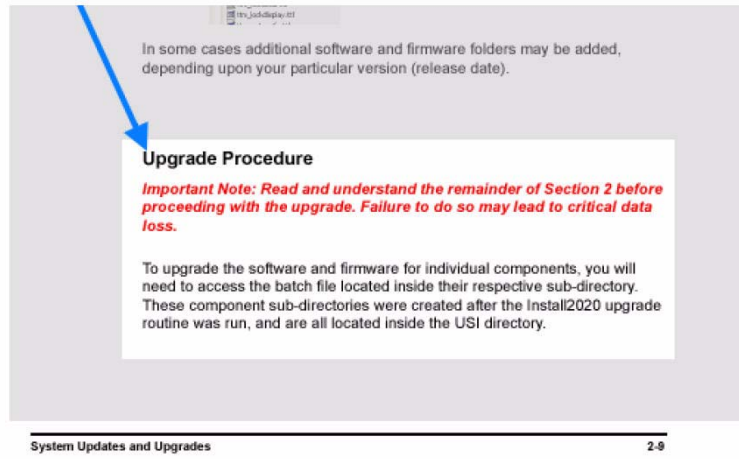 In some cases additional software and firmware folders may be added,
depending upon your particular version (release date).
Upgrade Procedure
Important Note: Read and understand the remainder of Section 2 before
proceeding with the upgrade. Failure to do so may lead to critical data
loss.
To upgrade the software and firmware for individual components, you will
need to access the batch file located inside their respective sub-directory.
These component sub-directories were created after the Install2020 upgrade
routine was run, and are all located inside the USI directory.
System Updates and Upgrades 2-9